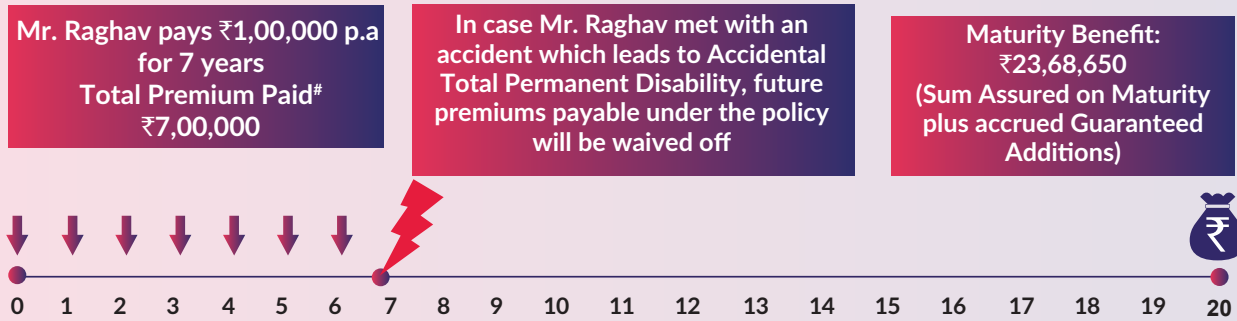 Mr. Raghav pays ₹1,00,000 p.a
for 7 years
Total Premium Paid#
₹7,00,000
In case Mr. Raghav met with an
accident which leads to Accidental
Total Permanent Disability, future
premiums payable under the policy
will be waived off
Maturity Benefit:
₹23,68,650
(Sum Assured on Maturity
plus accrued Guaranteed
Additions)
₹
0 1 2 3 4 5 6 7 8 9 10 11 12 13 14 15 16 17 18 19 20